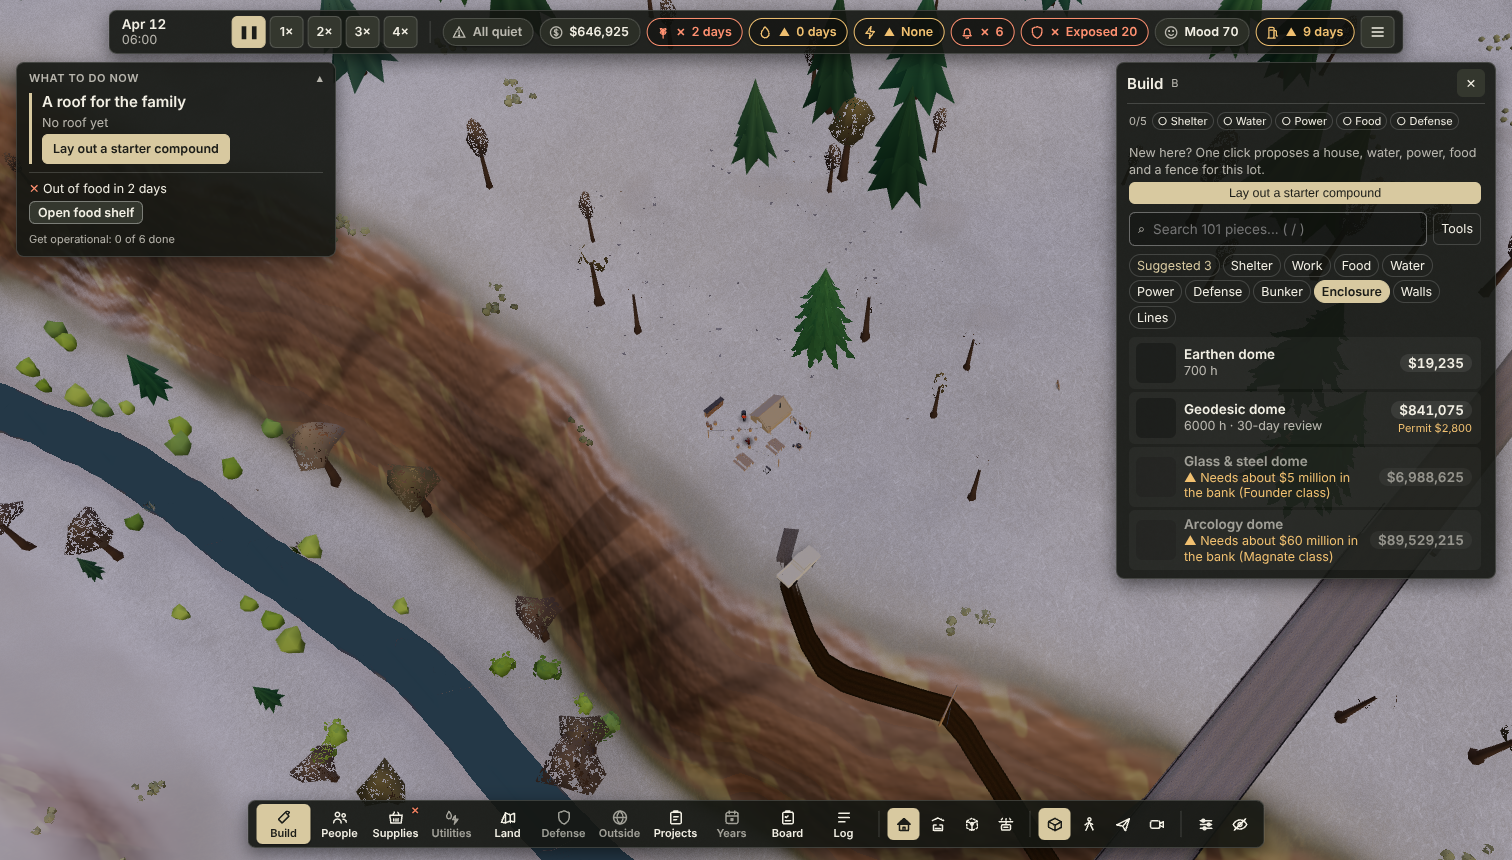 Apr 12
06:00
1×
2×
3×
4×
All quiet
$646,925
× 2 days
0 days
None
× 6
× Exposed 20
Mood 70
9 days
WHAT TO DO NOW
A roof for the family
No roof yet
Lay out a starter compound
× Out of food in 2 days
Open food shelf
Get operational: 0 of 6 done
Build B
×
0/5 Shelter Water Power Food Defense
New here? One click proposes a house, water, power, food
and a fence for this lot.
Lay out a starter compound
Search 101 pieces... ( / )
Tools
Suggested 3 Shelter Work Food Water
Power Defense Bunker Enclosure Walls
Lines
Earthen dome
700 h
$19,235
Geodesic dome
6000 h · 30-day review
$841,075
Permit $2,800
Glass & steel dome
Needs about $5 million in
the bank (Founder class)
$6,988,625
Arcology dome
Needs about $60 million in
the bank (Magnate class)
$89,529,215
Build
People
Supplies
Utilities
Land
Defense
Outside
Projects
Years
Board
Log